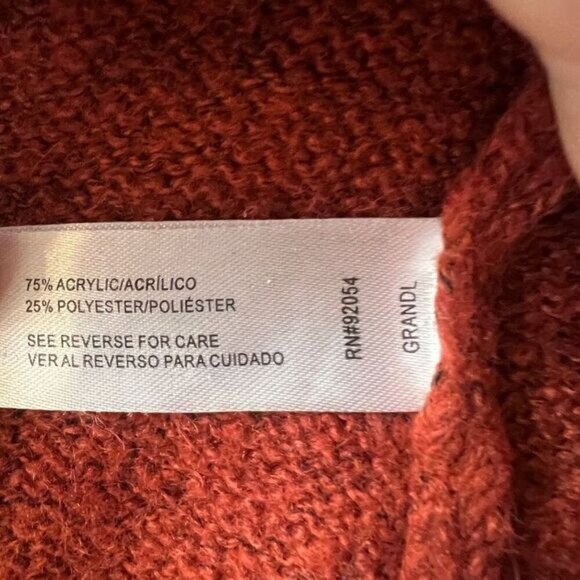 75% ACRYLIC/ACRÍLICO
25% POLYESTER/POLIÉSTER
SEE REVERSE FOR CARE
VER AL REVERSO PARA CUIDADO
RN#92054
GRANDL